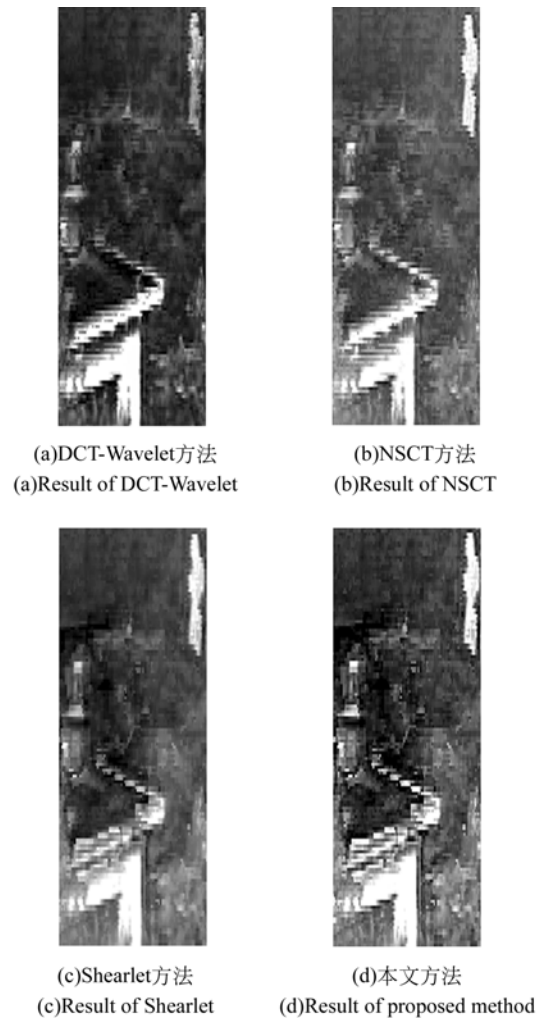 (a)DCT-Wavelet方法
(a)Result of DCT-Wavelet
(b)NSCT方法
(b)Result of NSCT
(c)Shearlet方法
(c)Result of Shearlet
(d)本文方法
(d)Result of proposed method